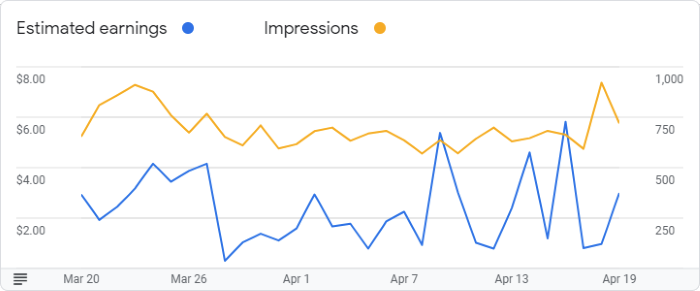 Estimated earnings Impressions
$8.00 1,000
$6.00 750
$4.00 500
$2.00 250
Mar 20 Mar 26 Apr 1 Apr 7 Apr 13 Apr 19